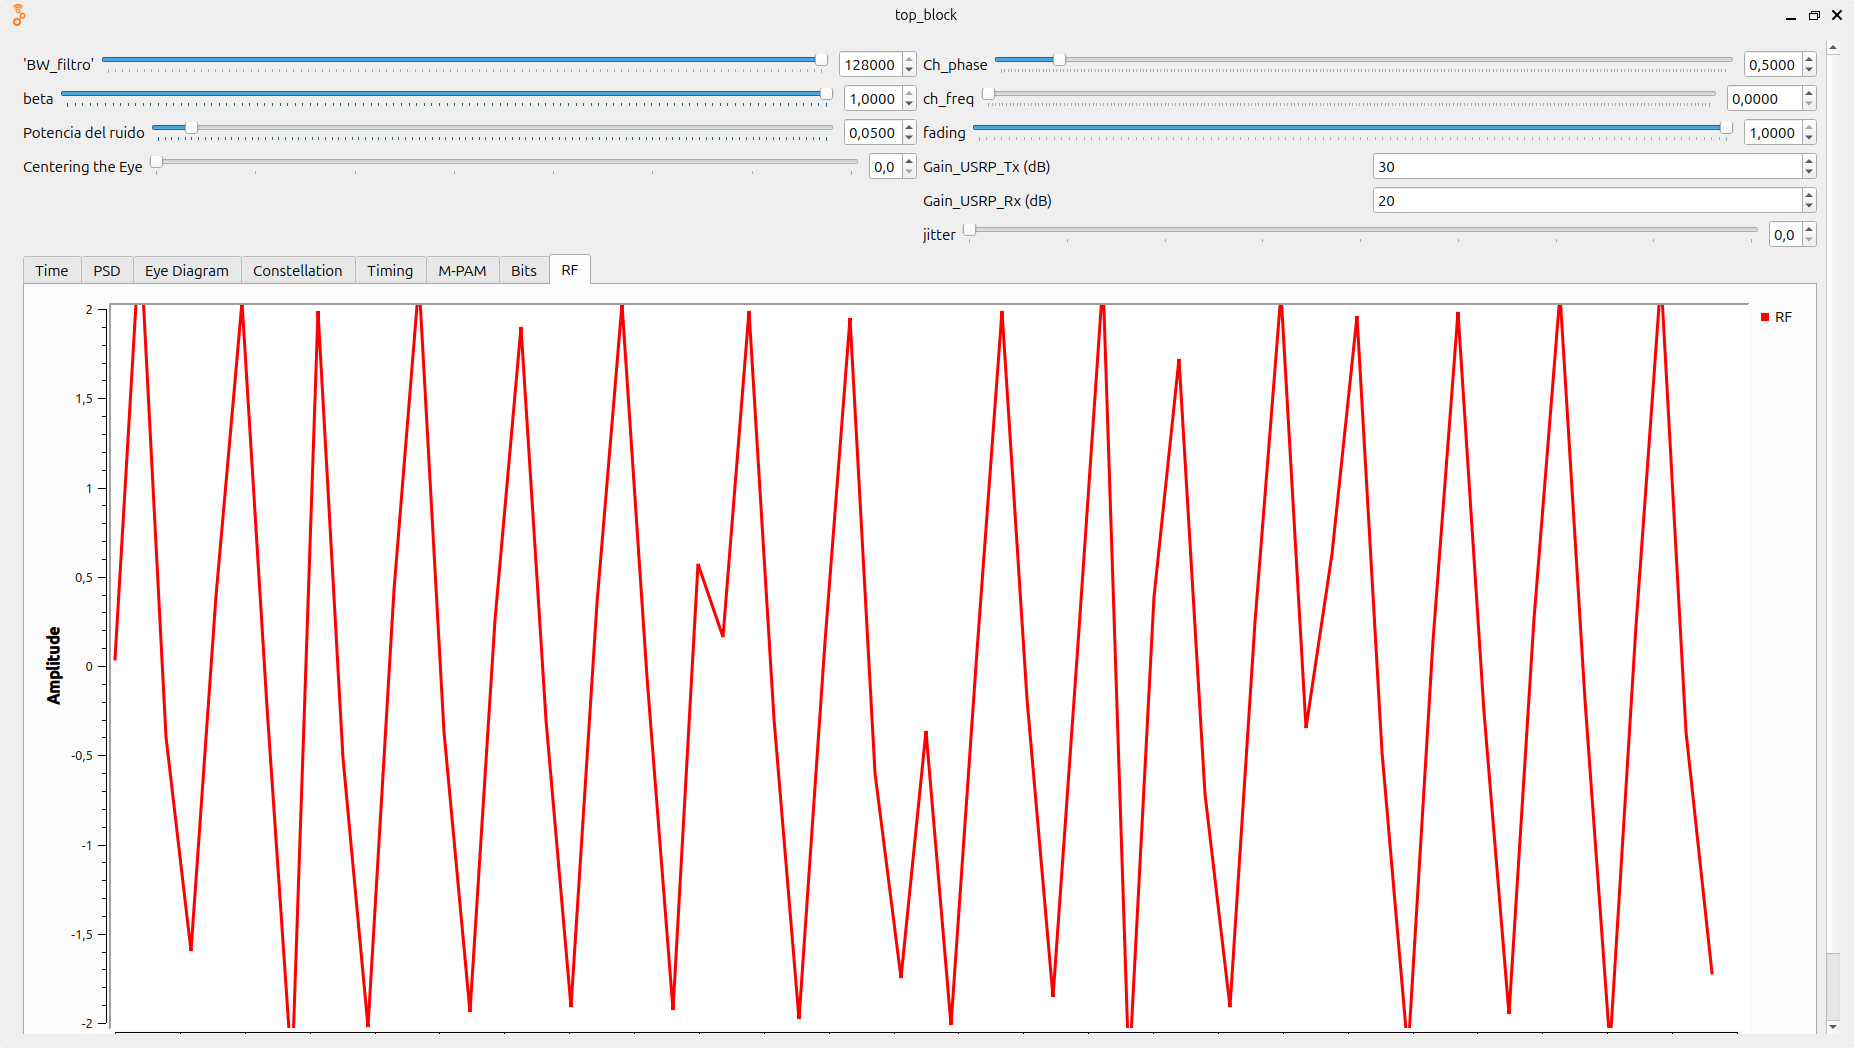 top_block
'BW_filtro' 128000 Ch_phase 0,5000
beta 1,0000 ch_freq 0,0000
Potencia del ruido 0,0500 fading 1,0000
Centering the Eye 0,0 Gain_USRP_Tx (dB) 30
Gain_USRP_Rx (dB) 20
jitter 0,0
Time PSD Eye Diagram Constellation Timing M-PAM Bits RF
2
1,5
1
0,5
0
-0,5
-1
-1,5
-2
Amplitude
RF